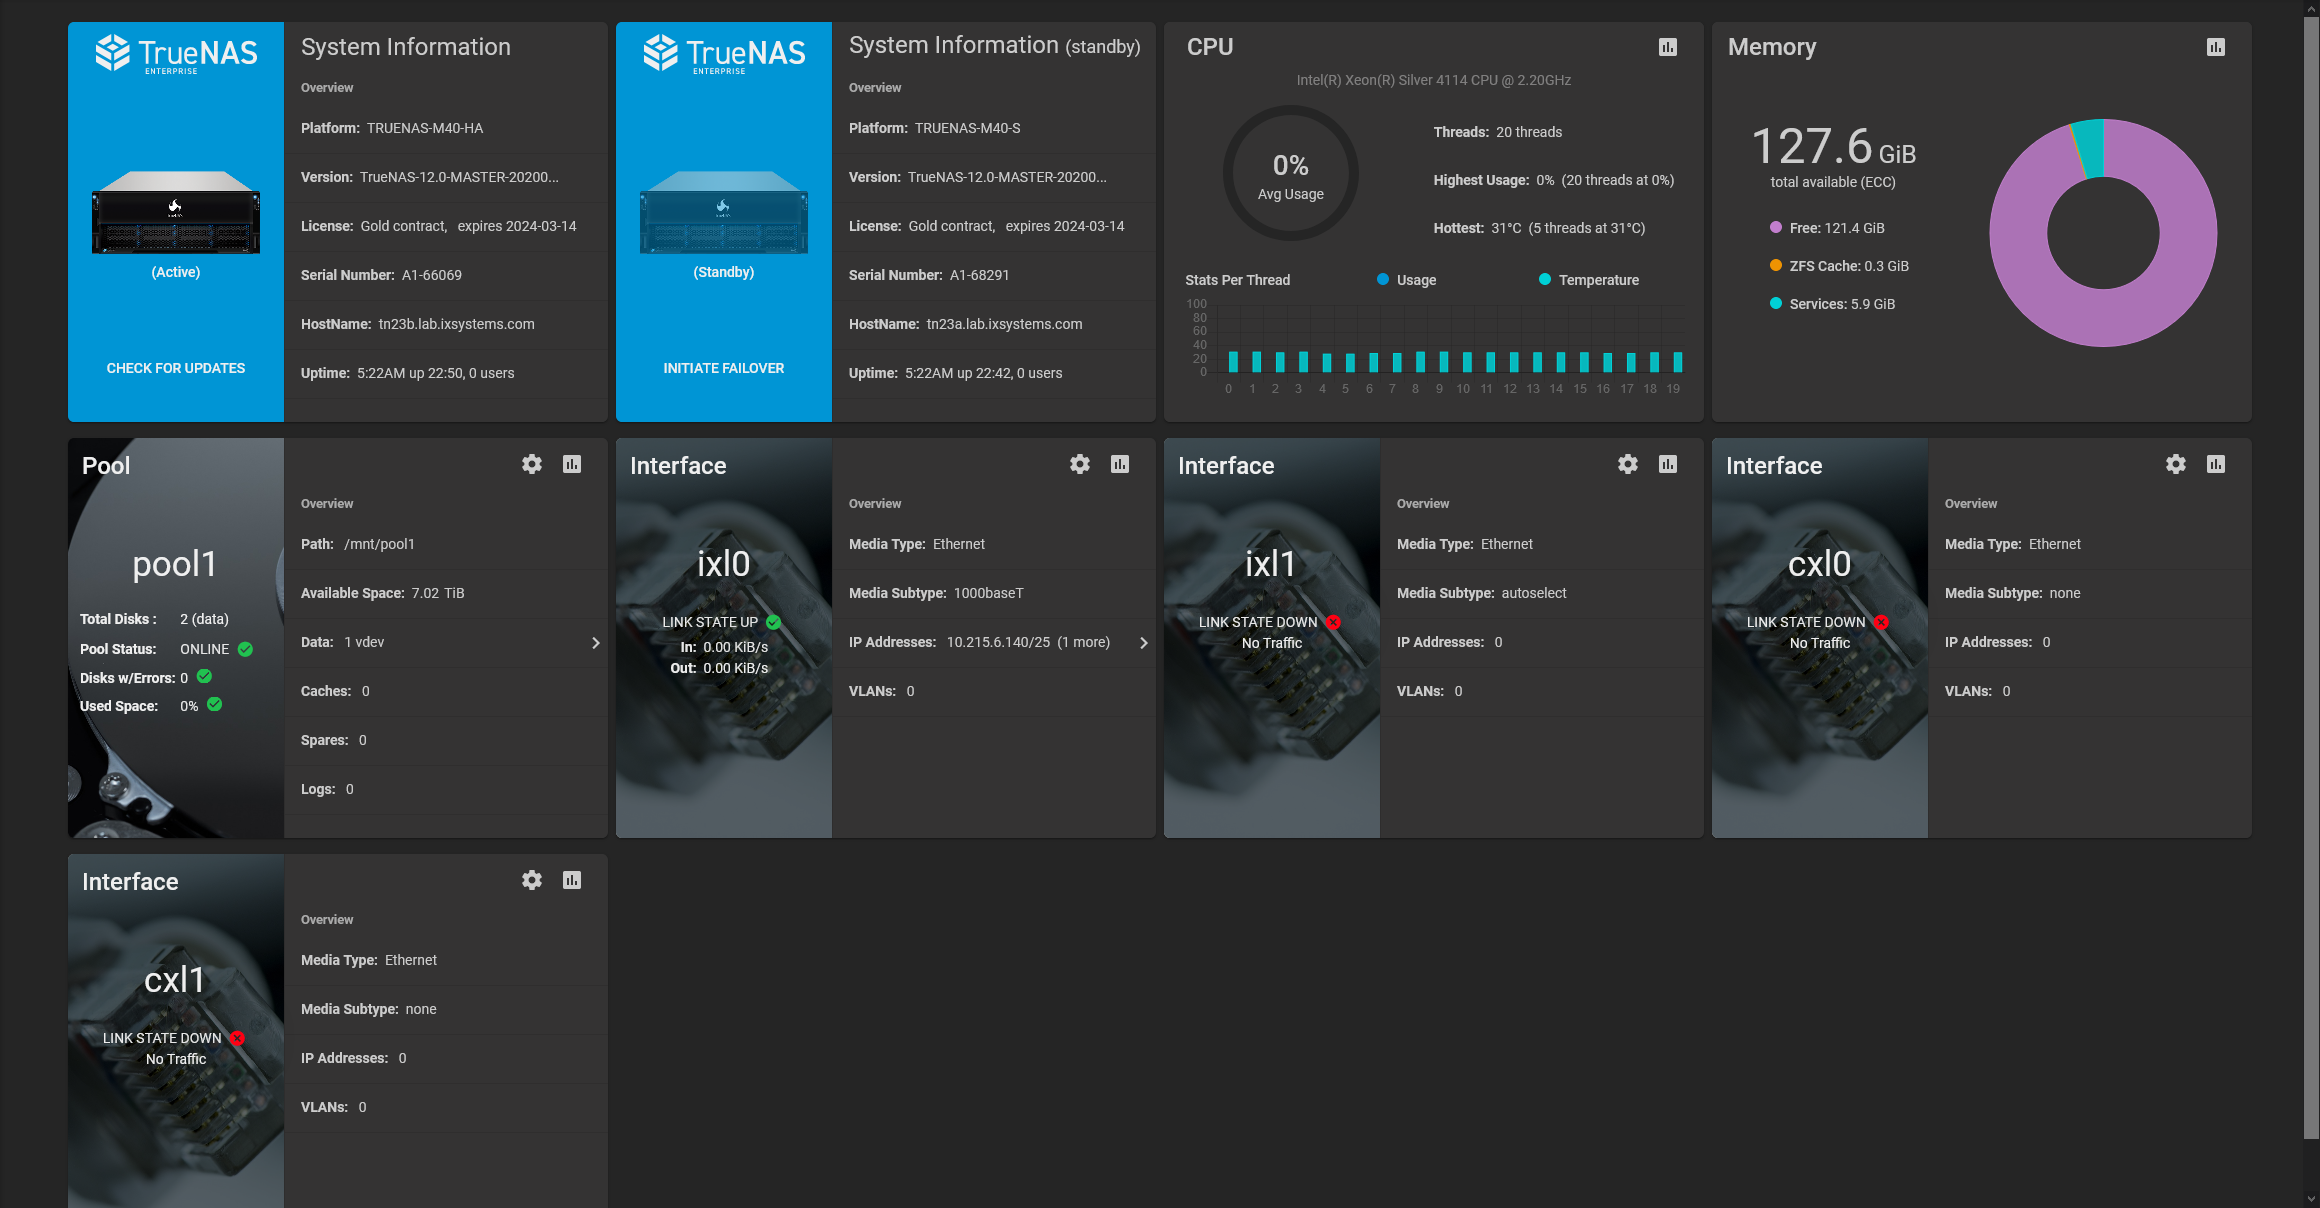 TrueNAS
ENTERPRISE
(Active)
CHECK FOR UPDATES
System Information
Overview
Platform: TRUENAS-M40-HA
Version: TrueNAS-12.0-MASTER-20200...
License: Gold contract, expires 2024-03-14
Serial Number: A1-66069
HostName: tn23b.lab.ixsystems.com
Uptime: 5:22AM up 22:50, 0 users
TrueNAS
ENTERPRISE
(Standby)
INITIATE FAILOVER
System Information (standby)
Overview
Platform: TRUENAS-M40-S
Version: TrueNAS-12.0-MASTER-20200...
License: Gold contract, expires 2024-03-14
Serial Number: A1-68291
HostName: tn23a.lab.ixsystems.com
Uptime: 5:22AM up 22:42, 0 users
CPU
Intel(R) Xeon(R) Silver 4114 CPU @ 2.20GHz
0%
Avg Usage
Threads: 20 threads
Highest Usage: 0% (20 threads at 0%)
Hottest: 31°C (5 threads at 31°C)
Stats Per Thread
Usage
Temperature
100
80
60
40
20
0
0 1 2 3 4 5 6 7 8 9 10 11 12 13 14 15 16 17 18 19
Memory
127.6 GiB
total available (ECC)
Free: 121.4 GiB
ZFS Cache: 0.3 GiB
Services: 5.9 GiB
Pool
pool1
Total Disks : 2 (data)
Pool Status: ONLINE
Disks w/Errors: 0
Used Space: 0%
Overview
Path: /mnt/pool1
Available Space: 7.02 TiB
Data: 1 vdev
Caches: 0
Spares: 0
Logs: 0
Interface
ixl0
LINK STATE UP
In: 0.00 KiB/s
Out: 0.00 KiB/s
Overview
Media Type: Ethernet
Media Subtype: 1000baseT
IP Addresses: 10.215.6.140/25 (1 more)
VLANs: 0
Interface
ixl1
LINK STATE DOWN
No Traffic
Overview
Media Type: Ethernet
Media Subtype: autoselect
IP Addresses: 0
VLANs: 0
Interface
cxl0
LINK STATE DOWN
No Traffic
Overview
Media Type: Ethernet
Media Subtype: none
IP Addresses: 0
VLANs: 0
Interface
cxl1
LINK STATE DOWN
No Traffic
Overview
Media Type: Ethernet
Media Subtype: none
IP Addresses: 0
VLANs: 0